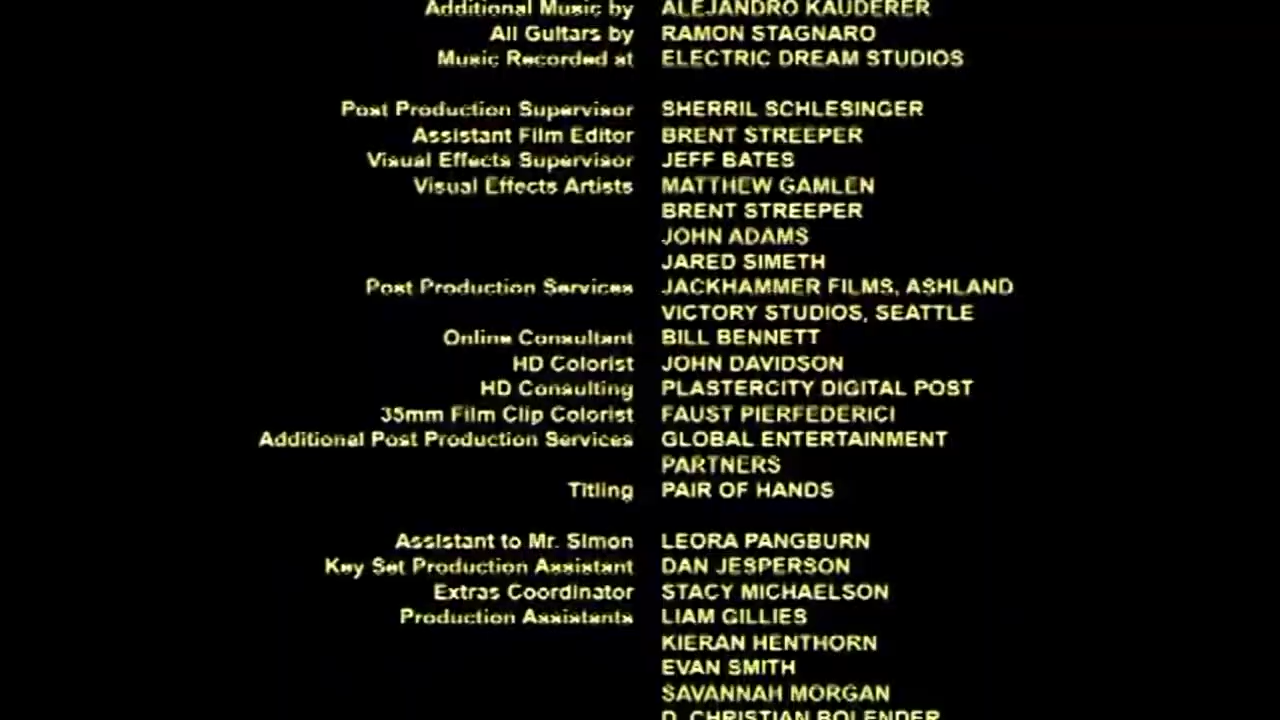 Additional Music by ALEJANDRO KAUDERER
All Guitars by RAMON STAGNARO
Music Recorded at ELECTRIC DREAM STUDIOS
Post Production Supervisor SHERRIL SCHLESINGER
Assistant Film Editor BRENT STREEPER
Visual Effects Supervisor JEFF BATES
Visual Effects Artists MATTHEW GAMLEN
BRENT STREEPER
JOHN ADAMS
JARED SIMETH
Post Production Services JACKHAMMER FILMS, ASHLAND
VICTORY STUDIOS, SEATTLE
Online Consultant BILL BENNETT
HD Colorist JOHN DAVIDSON
HD Consulting PLASTERCITY DIGITAL POST
35mm Film Clip Colorist FAUST PIERFEDERICI
Additional Post Production Services GLOBAL ENTERTAINMENT
PARTNERS
Titling PAIR OF HANDS
Assistant to Mr. Simon LEORA PANGBURN
Key Set Production Assistant DAN JESPERSON
Extras Coordinator STACY MICHAELSON
Production Assistants LIAM GILLIES
KIERAN HENTHORN
EVAN SMITH
SAVANNAH MORGAN
D. CHRISTIAN BOLENDER